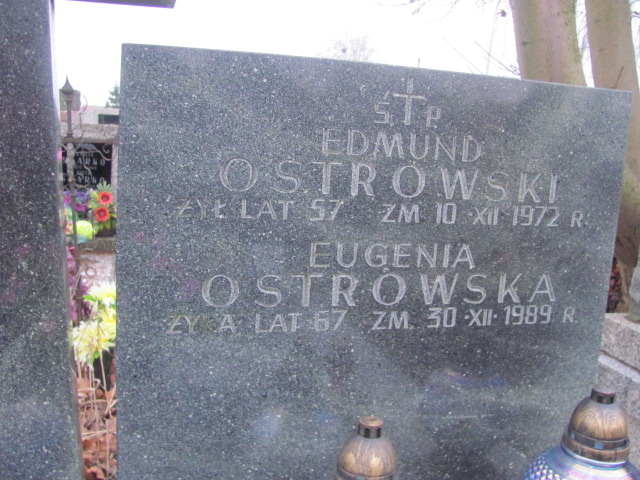 ŚP
EDMUND
OSTROWSKI
ŻYŁ LAT 57 ZM 10 XII 1972 R.
EUGENIA
OSTROWSKA
ŻYŁA LAT 67 ZM. 30·XII·1989 R.